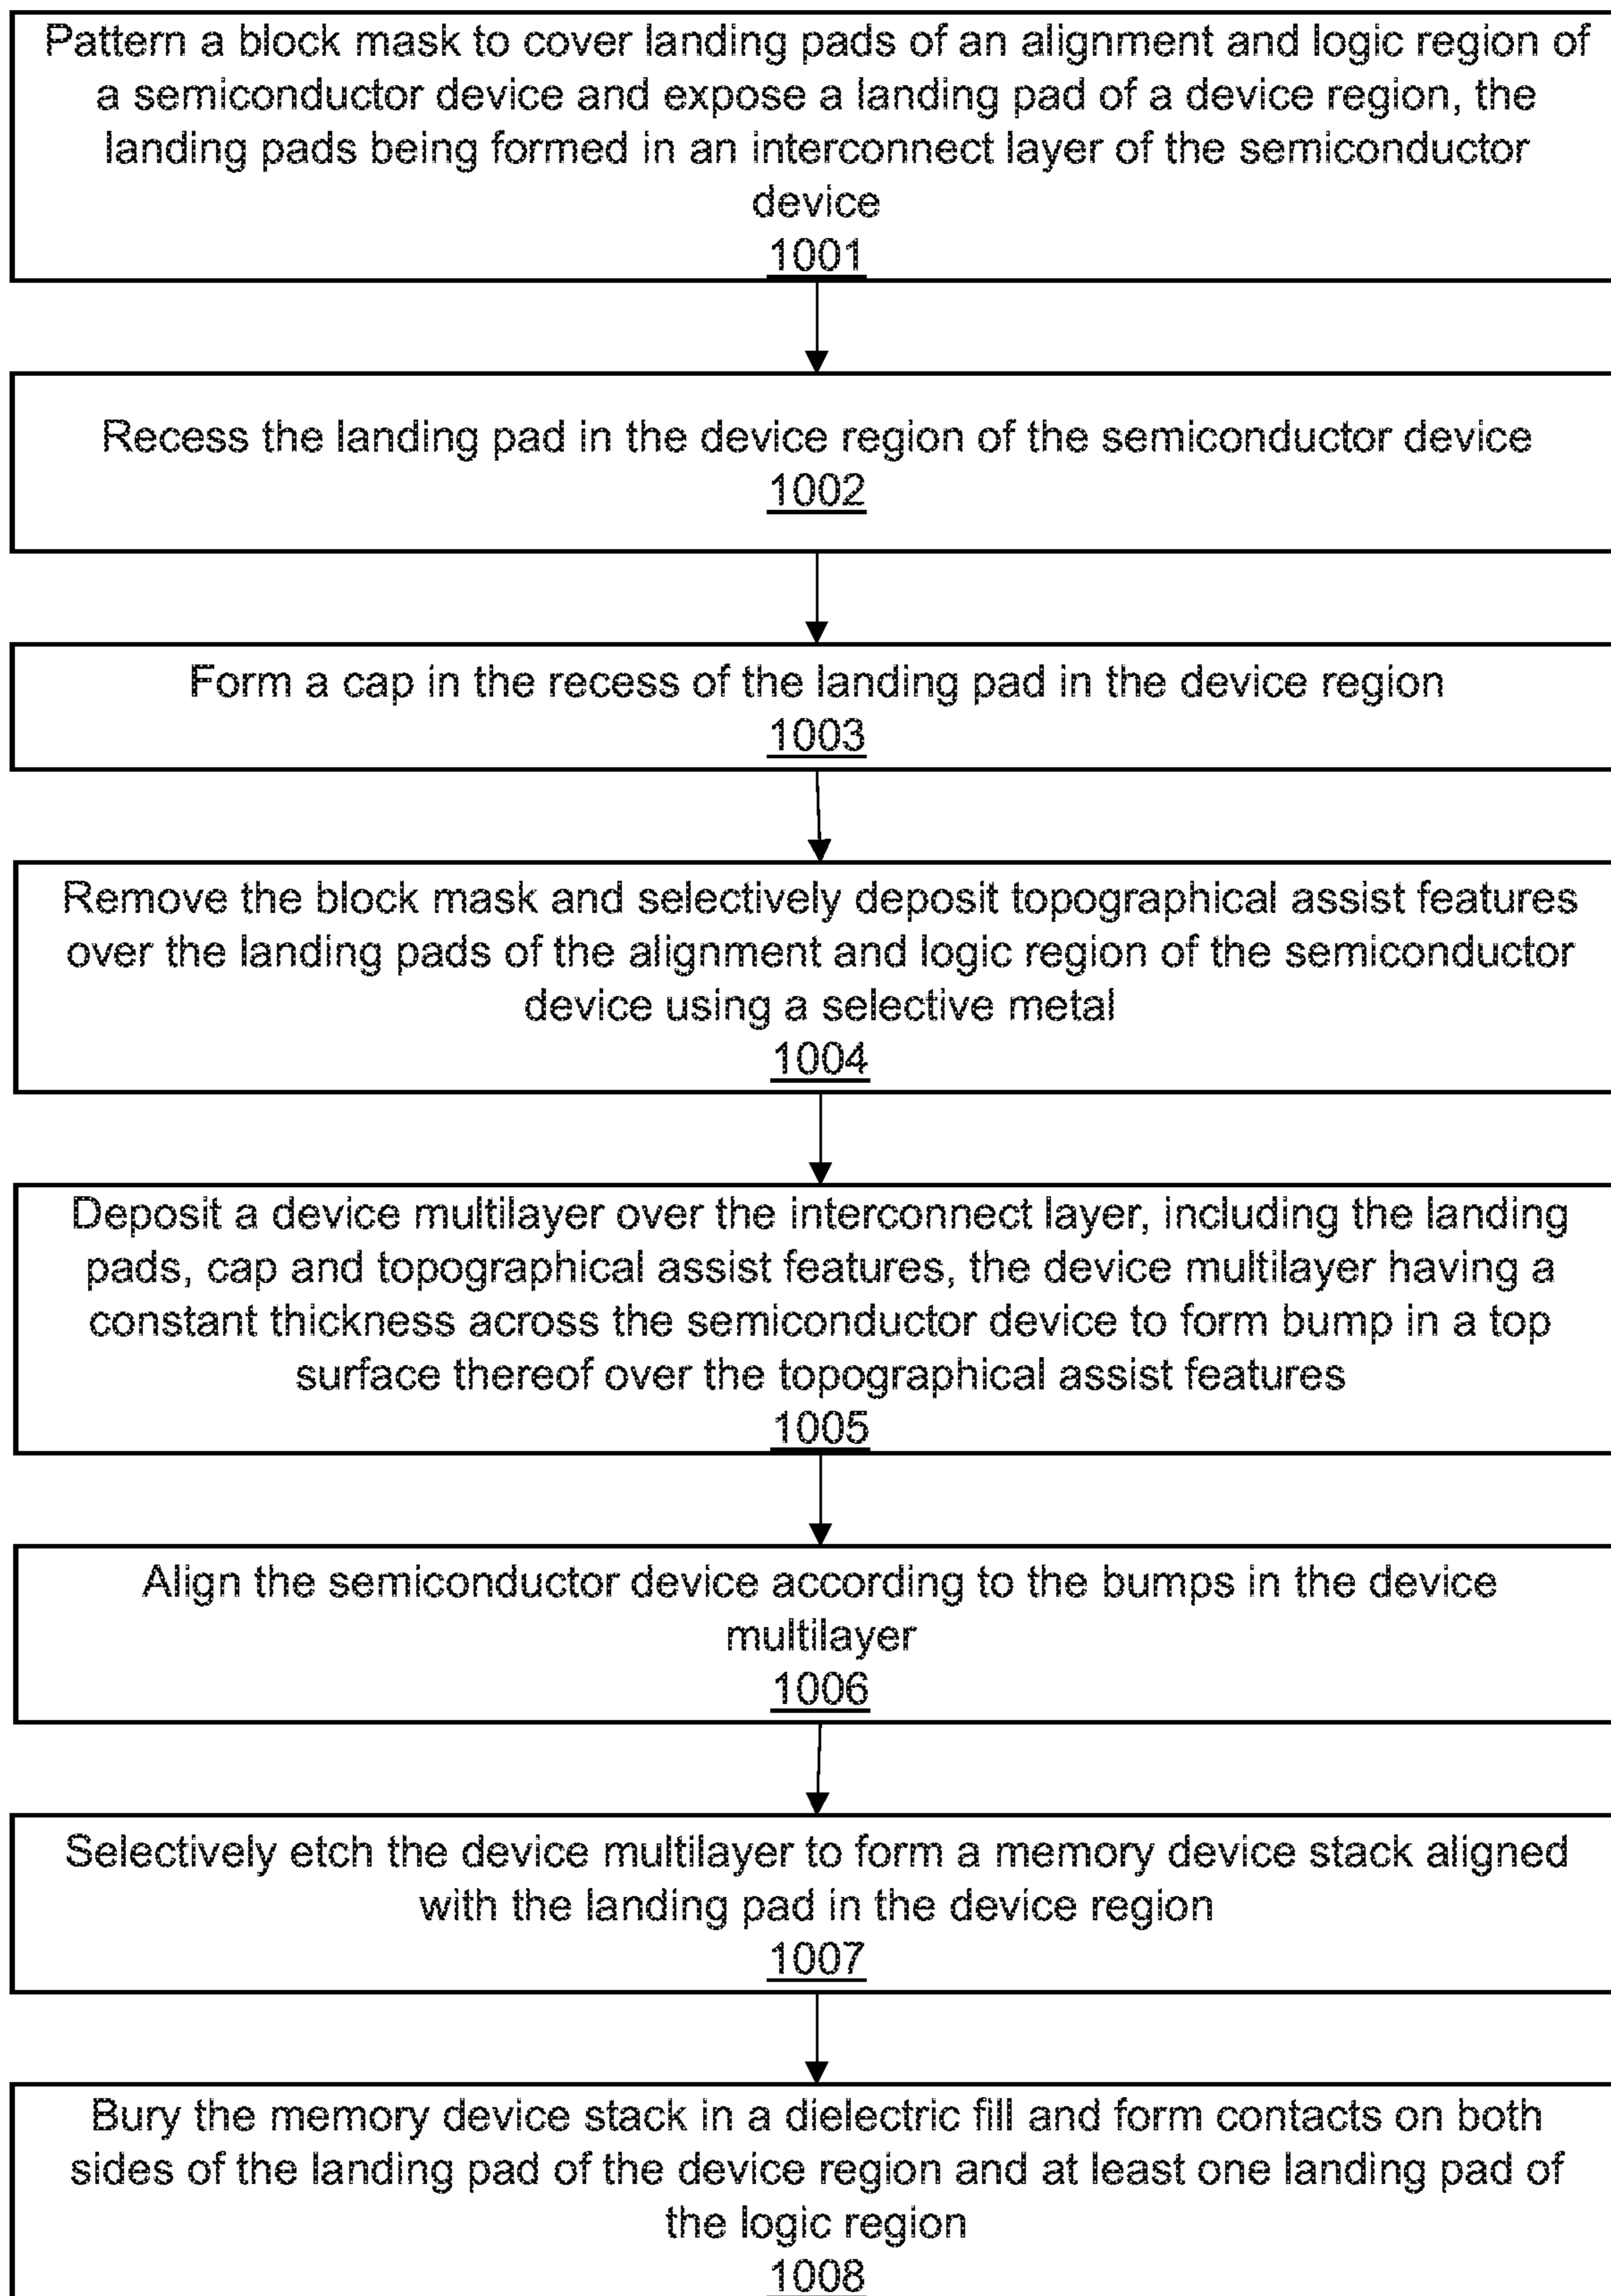 Pattern a block mask to cover landing pads of an alignment and logic region of
a semiconductor device and expose a landing pad of a device region, the
landing pads being formed in an interconnect layer of the semiconductor
device
1001
Recess the landing pad in the device region of the semiconductor device
1002
Form a cap in the recess of the landing pad in the device region
1003
Remove the block mask and selectively deposit topographical assist features
over the landing pads of the alignment and logic region of the semiconductor
device using a selective metal
1004
Deposit a device multilayer over the interconnect layer, including the landing
pads, cap and topographical assist features, the device multilayer having a
constant thickness across the semiconductor device to form bump in a top
surface thereof over the topographical assist features
1005
Align the semiconductor device according to the bumps in the device
multilayer
1006
Selectively etch the device multilayer to form a memory device stack aligned
with the landing pad in the device region
1007
Bury the memory device stack in a dielectric fill and form contacts on both
sides of the landing pad of the device region and at least one landing pad of
the logic region
1008